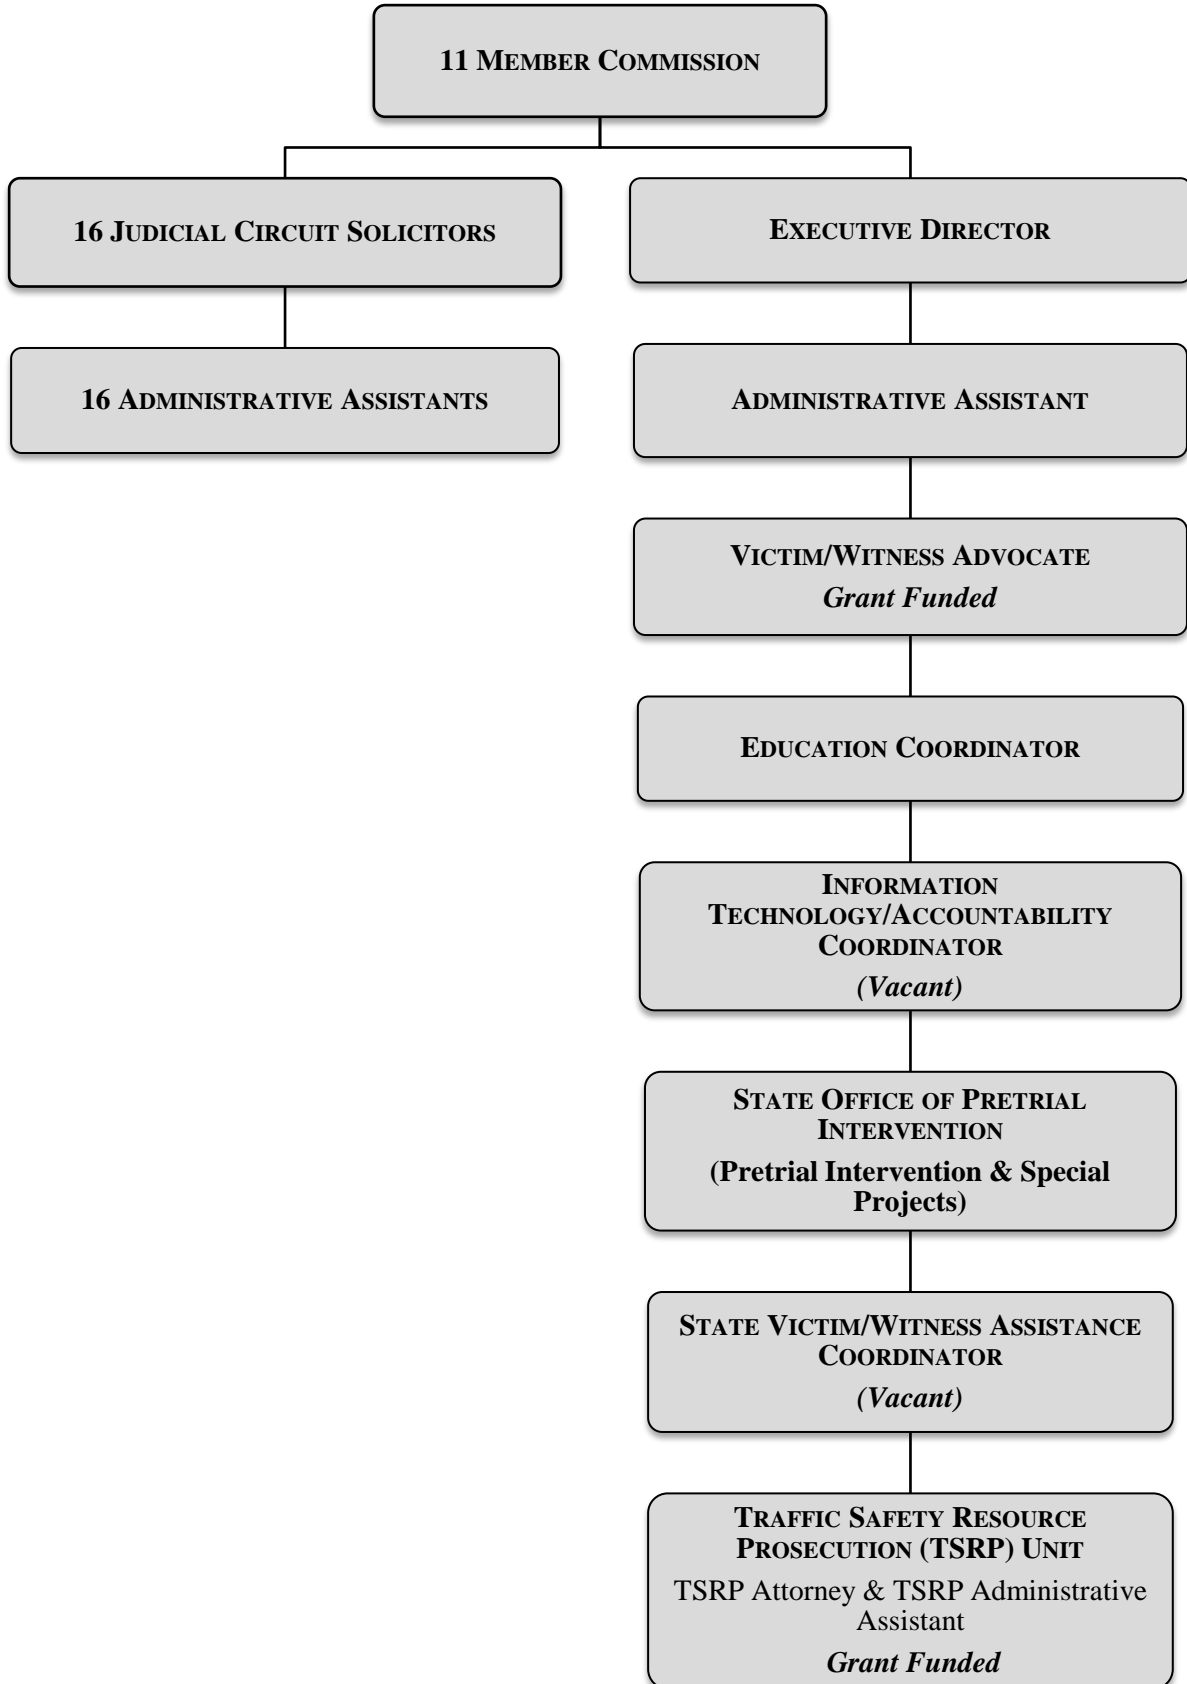 11 MEMBER COMMISSION
16 JUDICIAL CIRCUIT SOLICITORS
EXECUTIVE DIRECTOR
16 ADMINISTRATIVE ASSISTANTS
ADMINISTRATIVE ASSISTANT
VICTIM/WITNESS ADVOCATE
Grant Funded
EDUCATION COORDINATOR
INFORMATION
TECHNOLOGY/ACCOUNTABILITY
COORDINATOR
(Vacant)
STATE OFFICE OF PRETRIAL
INTERVENTION
(Pretrial Intervention & Special
Projects)
STATE VICTIM/WITNESS ASSISTANCE
COORDINATOR
(Vacant)
TRAFFIC SAFETY RESOURCE
PROSECUTION (TSRP) UNIT
TSRP Attorney & TSRP Administrative
Assistant
Grant Funded